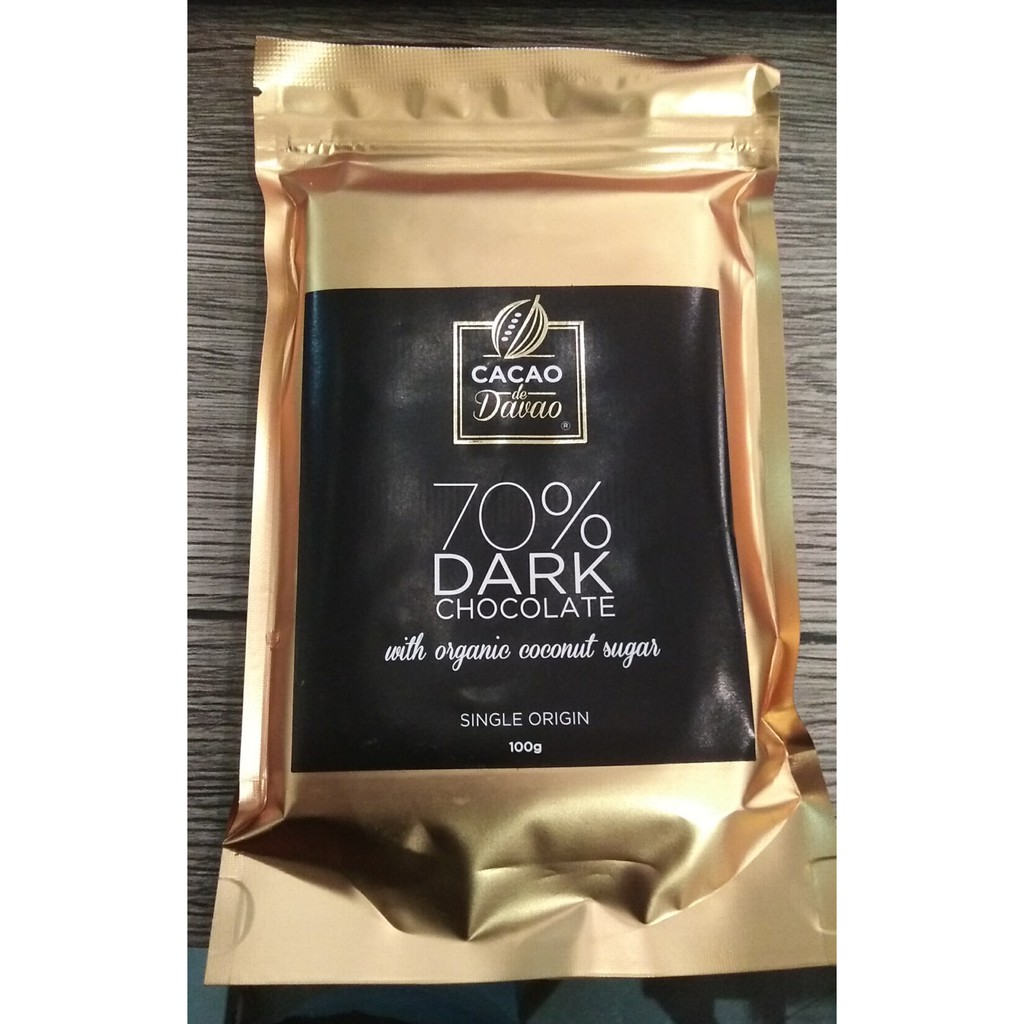 CACAO
de
Davao
®
70%
DARK
CHOCOLATE
with organic coconut sugar
SINGLE ORIGIN
100g